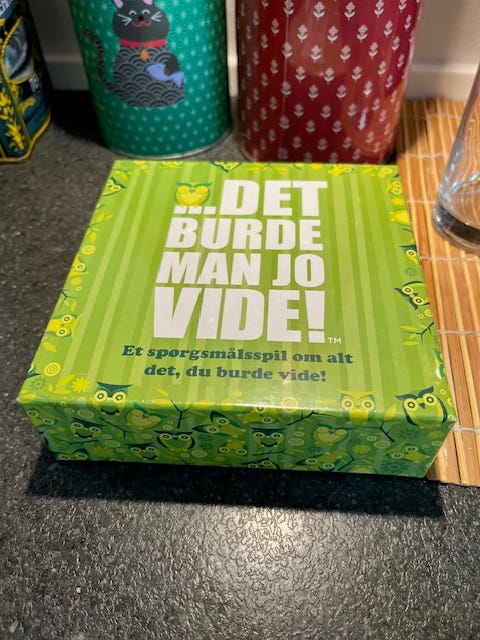 ...DET
BURDE
MAN JO
VIDE!™
Et spørgsmålsspil om alt
det, du burde vide!